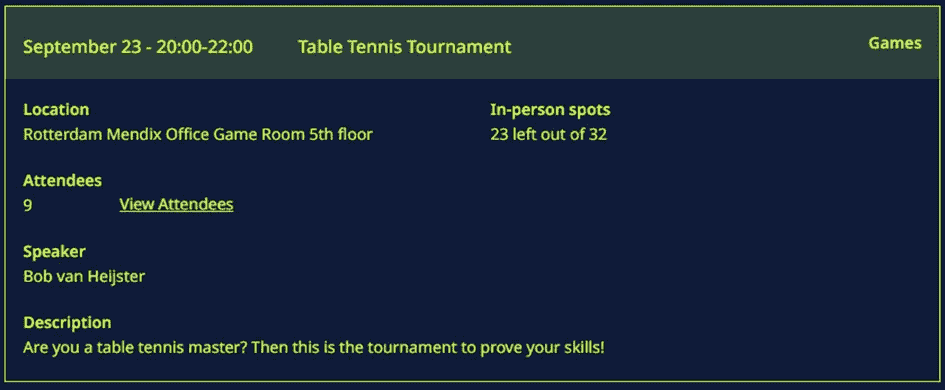 September 23 - 20:00-22:00 Table Tennis Tournament Games
Location In-person spots
Rotterdam Mendix Office Game Room 5th floor 23 left out of 32
Attendees
9 View Attendees
Speaker
Bob van Heijster
Description
Are you a table tennis master? Then this is the tournament to prove your skills!